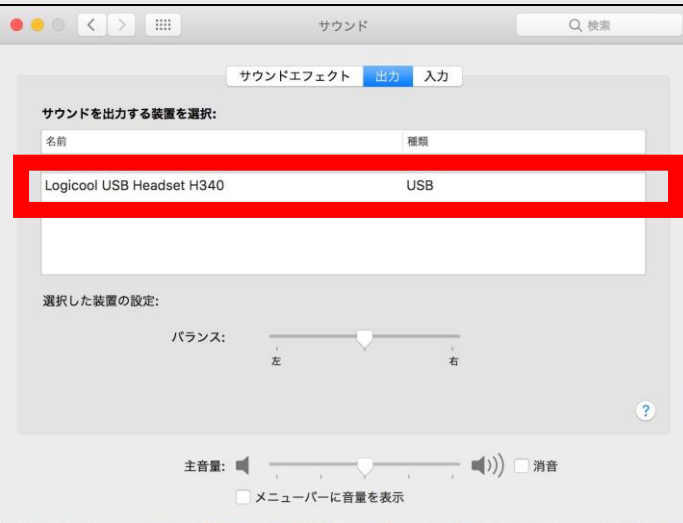 サウンド
検索
サウンドエフェクト 出力 入力
サウンドを出力する装置を選択:
名前 種類
Logicool USB Headset H340 USB
選択した装置の設定:
バランス:
左 右
?
主音量: 消音
メニューバーに音量を表示